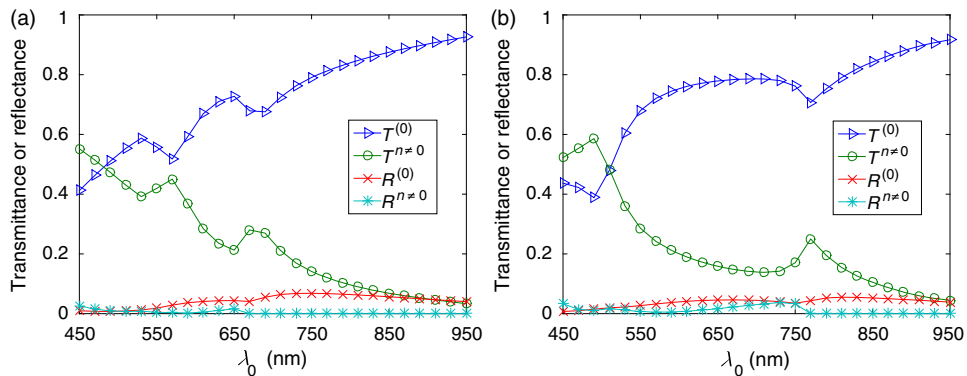 (a)
Transmittance or reflectance
1
0.8
0.6
0.4
0.2
0
450 550 650 750 850 950
λ0 (nm)
T(0)
Tn≠0
R(0)
Rn≠0
(b)
Transmittance or reflectance
1
0.8
0.6
0.4
0.2
0
450 550 650 750 850 950
λ0 (nm)
T(0)
Tn≠0
R(0)
Rn≠0